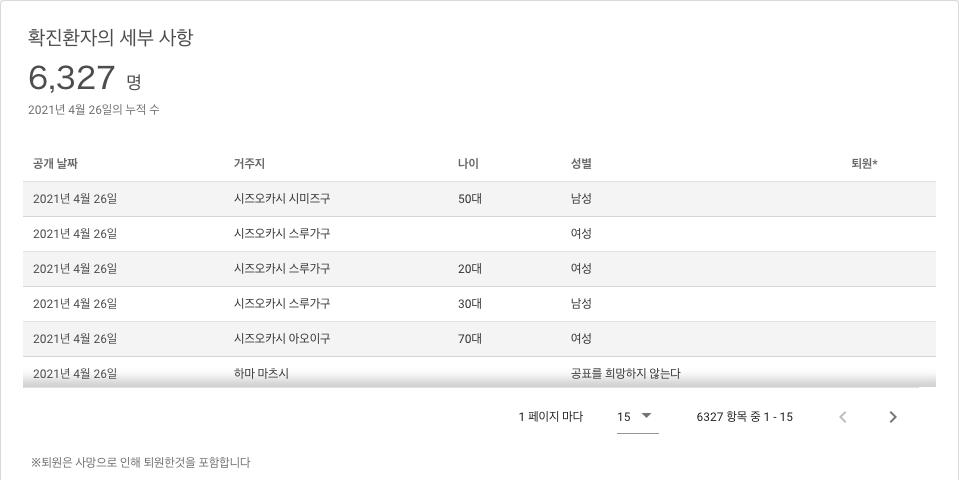 확진환자의 세부 사항
6,327 명
2021년 4월 26일의 누적 수
공개 날짜 거주지 나이 성별 퇴원*
2021년 4월 26일 시즈오카시 시미즈구 50대 남성
2021년 4월 26일 시즈오카시 스루가구 여성
2021년 4월 26일 시즈오카시 스루가구 20대 여성
2021년 4월 26일 시즈오카시 스루가구 30대 남성
2021년 4월 26일 시즈오카시 아오이구 70대 여성
2021년 4월 26일 하마 마츠시 공표를 희망하지 않는다
1 페이지 마다 15 6327 항목 중 1 - 15
※퇴원은 사망으로 인해 퇴원한것을 포함합니다